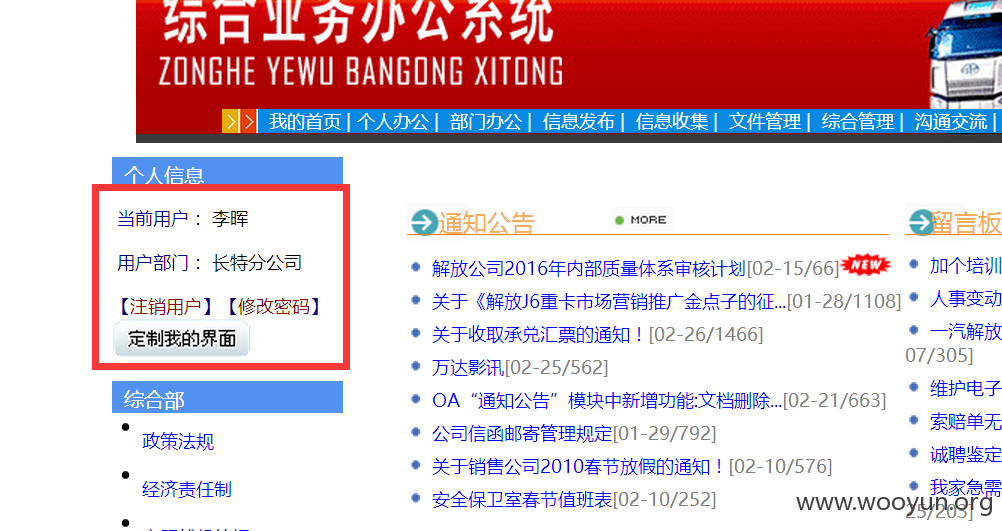 综合业务办公系统
ZONGHE YEWU BANGONG XITONG
我的首页 | 个人办公 | 部门办公 | 信息发布 | 信息收集 | 文件管理 | 综合管理 | 沟通交流 |
个人信息
当前用户： 李晖
用户部门： 长特分公司
【注销用户】【修改密码】
定制我的界面
综合部
政策法规
经济责任制
通知公告
MORE
解放公司2016年内部质量体系审核计划[02-15/66] NEW
关于《解放J6重卡市场营销推广金点子的征...[01-28/1108]
关于收取承兑汇票的通知！[02-26/1466]
万达影讯[02-25/562]
OA“通知公告”模块中新增功能:文档删除...[02-21/663]
公司信函邮寄管理规定[01-29/792]
关于销售公司2010春节放假的通知！[02-10/576]
安全保卫室春节值班表[02-10/252]
留言板
加个培训
人事变动
一汽解放
07/305]
维护电子
索赔单无
诚聘鉴定
我家急需
25/203]
www.wooyun.org